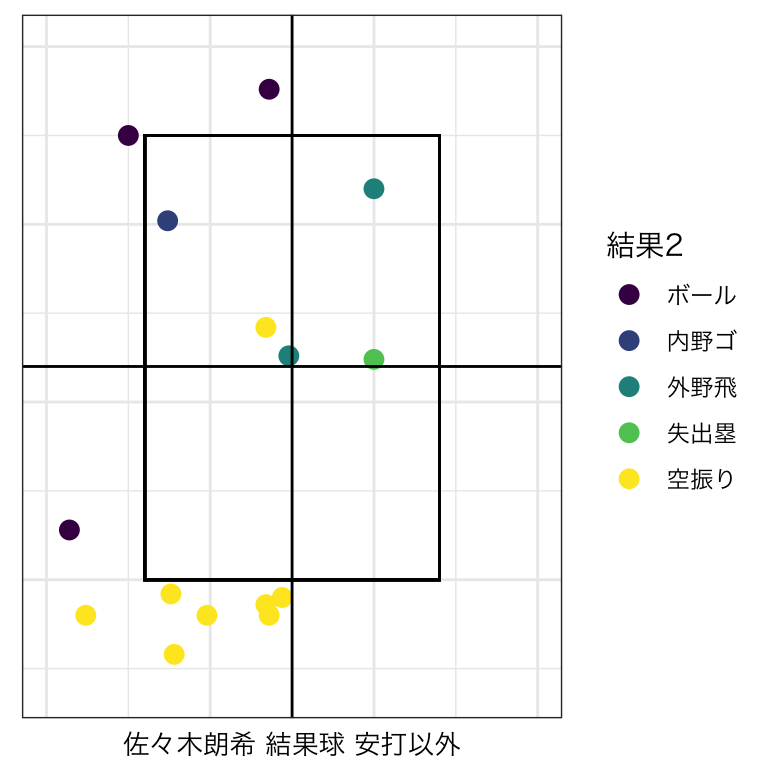 結果2
ボール
内野ゴ
外野飛
失出塁
空振り
佐々木朗希 結果球 安打以外